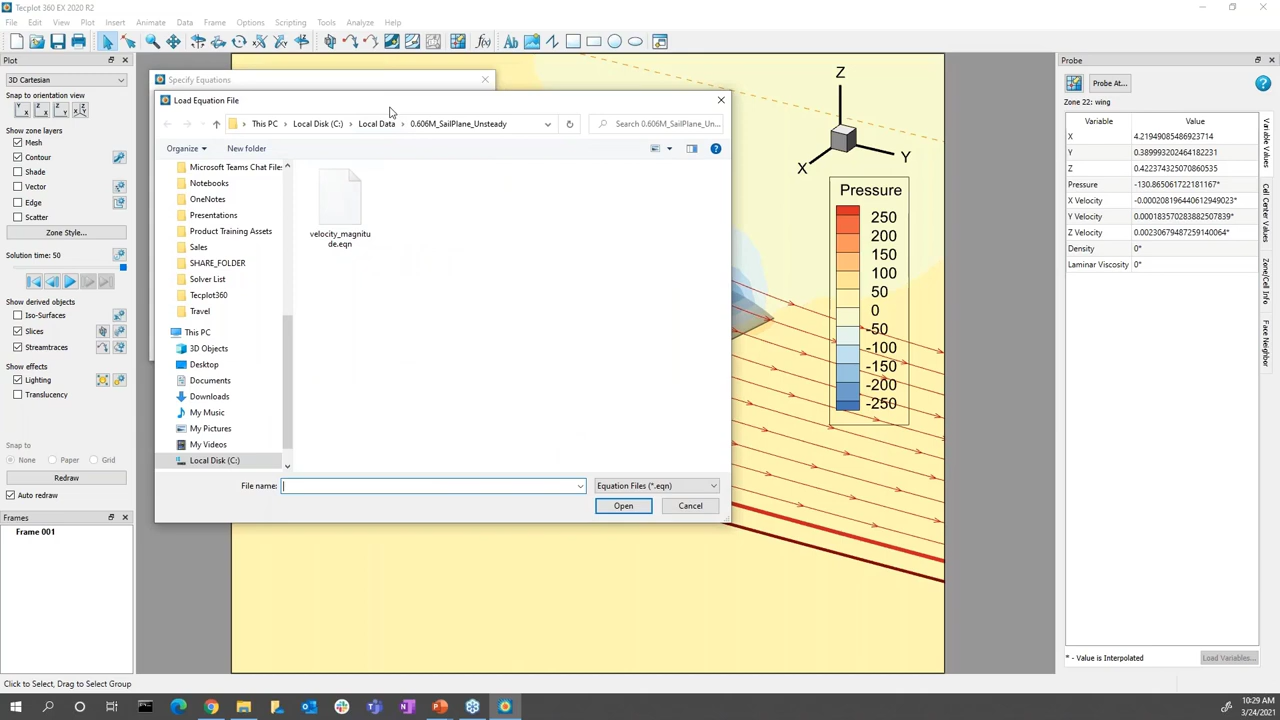 Tecplot 360 EX 2020 R2
File Edit View Plot Insert Animate Data Frame Options Scripting Tools Analyze Help
Plot
3D Cartesian
Snap to orientation view
Show zone layers
Mesh
Contour
Shade
Vector
Edge
Scatter
Zone Style...
Solution time: 50
Show derived objects
Iso-Surfaces
Slices
Streamtraces
Show effects
Lighting
Translucency
Snap to
None Paper Grid
Redraw
Auto redraw
Frames
Frame 001
Specify Equations
Load Equation File
This PC > Local Disk (C:) > Local Data > 0.606M_SailPlane_Unsteady
Search 0.606M_SailPlane_Un...
Organize New folder
Microsoft Teams Chat File:
Notebooks
OneNotes
Presentations
Product Training Assets
Sales
SHARE_FOLDER
Solver List
Tecplot360
Travel
This PC
3D Objects
Desktop
Documents
Downloads
My Music
My Pictures
My Videos
Local Disk (C:)
velocity_magnitu
de.eqn
File name: Equation Files (*.eqn)
Open Cancel
Z
Y
X
Pressure
250
200
150
100
50
0
-50
-100
-150
-200
-250
Probe
Probe At...
Zone 22: wing
Variable Value
X 4.21949085486923714
Y 0.389993202464182231
Z 0.422374325070860535
Pressure -130.865061722181167*
X Velocity -0.000208196440612949023*
Y Velocity 0.00018357028388250783​9*
Z Velocity 0.00230679487259140064*
Density 0*
Laminar Viscosity 0*
Variable Values
Cell Center Values
Zone/Cell Info
Face Neighbor
* - Value is Interpolated Load Variables...
Click to Select, Drag to Select Group
10:29 AM
3/24/2021